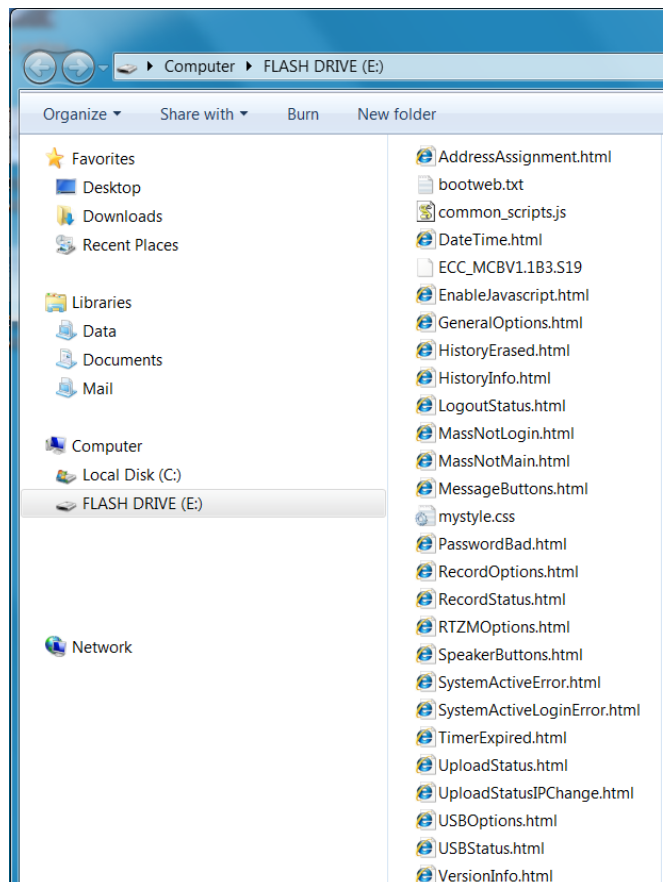 Computer FLASH DRIVE (E:)
Organize Share with Burn New folder
Favorites
Desktop
Downloads
Recent Places
Libraries
Data
Documents
Mail
Computer
Local Disk (C:)
FLASH DRIVE (E:)
Network
AddressAssignment.html
bootweb.txt
common_scripts.js
DateTime.html
ECC_MCBV1.1B3.S19
EnableJavascript.html
GeneralOptions.html
HistoryErased.html
HistoryInfo.html
LogoutStatus.html
MassNotLogin.html
MassNotMain.html
MessageButtons.html
mystyle.css
PasswordBad.html
RecordOptions.html
RecordStatus.html
RTZMOptions.html
SpeakerButtons.html
SystemActiveError.html
SystemActiveLoginError.html
TimerExpired.html
UploadStatus.html
UploadStatusIPChange.html
USBOptions.html
USBStatus.html
VersionInfo.html